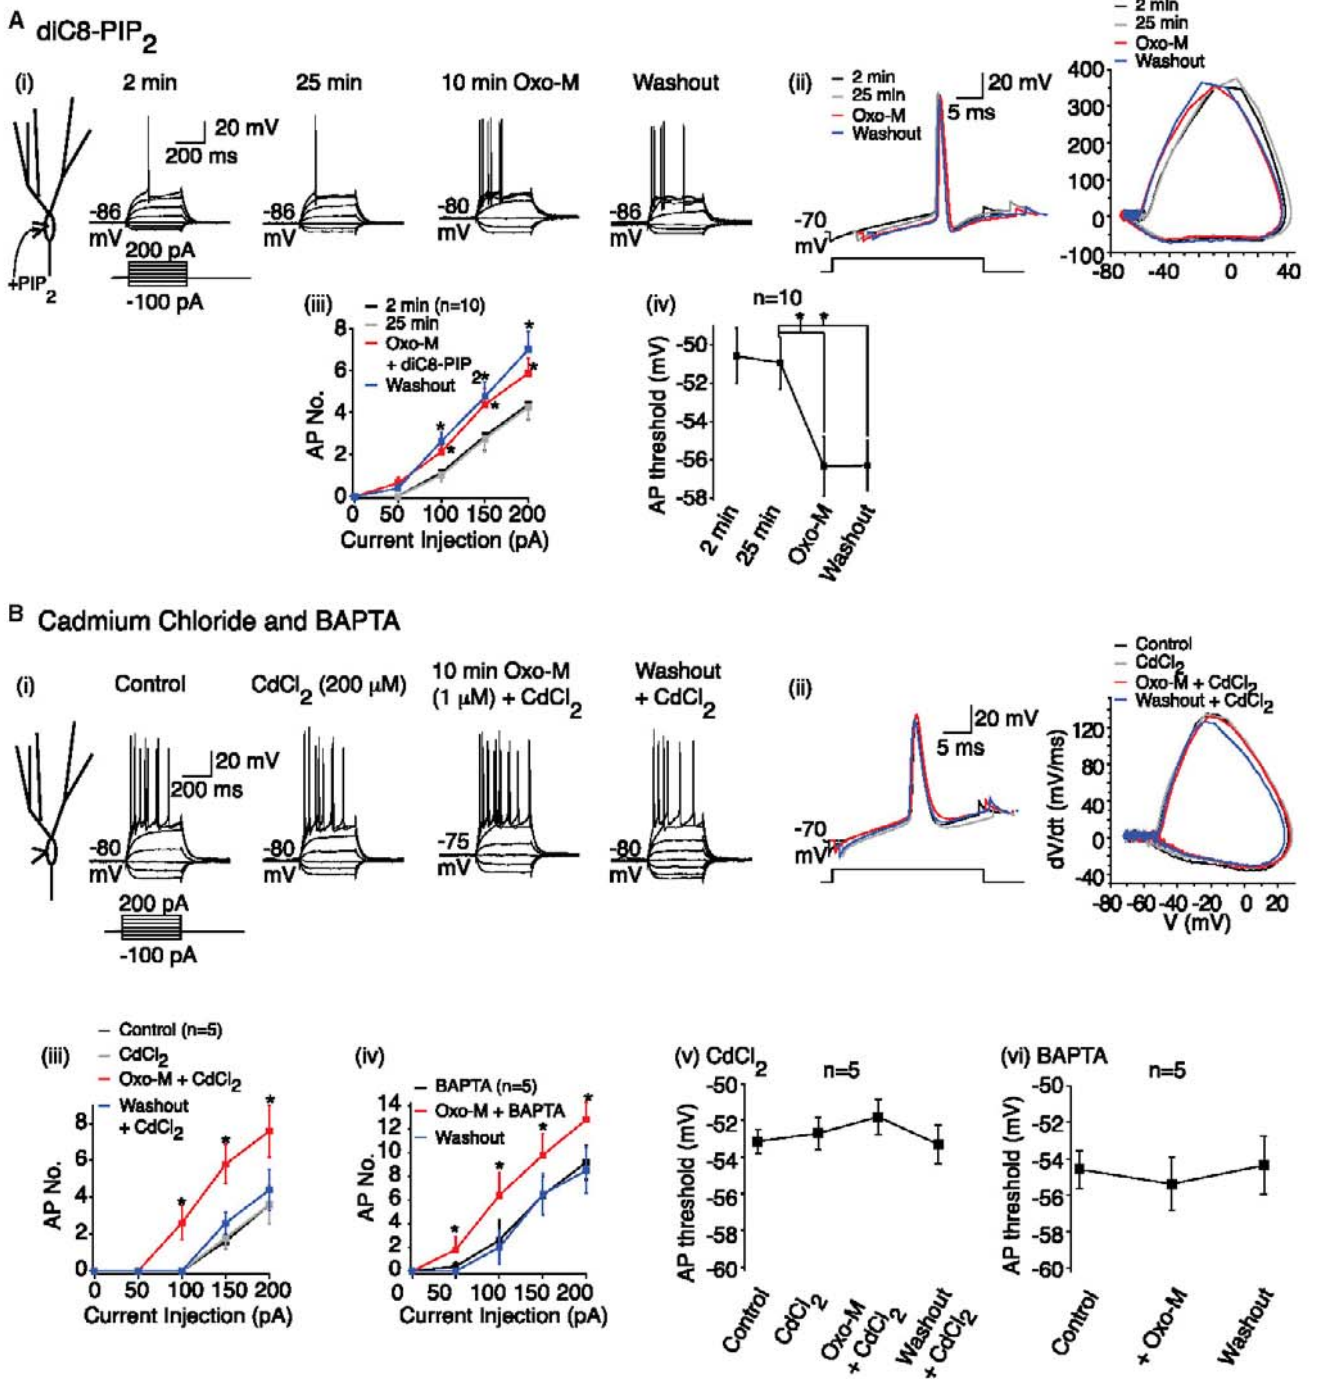 A diC8-PIP2
(i)
2 min
25 min
10 min Oxo-M
Washout
20 mV
200 ms
-86
mV
-86
mV
-80
mV
-86
mV
+PIP2
200 pA
-100 pA
(ii)
2 min
25 min
Oxo-M
Washout
20 mV
5 ms
-70
mV
2 min
25 min
Oxo-M
Washout
400
300
200
100
0
-100
-80 -40 0 40
(iii)
2 min (n=10)
25 min
Oxo-M
+ diC8-PIP
2
Washout
* * * * * *
AP No.
8
6
4
2
0
0 50 100 150 200
Current Injection (pA)
(iv)
n=10
* *
AP threshold (mV)
-50
-52
-54
-56
-58
2 min
25 min
Oxo-M
Washout
B Cadmium Chloride and BAPTA
(i)
Control
CdCl2 (200 μM)
10 min Oxo-M
(1 μM) + CdCl2
Washout
+ CdCl2
20 mV
200 ms
-80
mV
-80
mV
-75
mV
-80
mV
200 pA
-100 pA
(ii)
20 mV
5 ms
-70
mV
Control
CdCl2
Oxo-M + CdCl2
Washout + CdCl2
dV/dt (mV/ms)
120
80
40
0
-40
-80 -60 -40 -20 0 20
V (mV)
(iii)
Control (n=5)
CdCl2
Oxo-M + CdCl2
Washout
+ CdCl2
* * *
AP No.
8
6
4
2
0
0 50 100 150 200
Current Injection (pA)
(iv)
BAPTA (n=5)
Oxo-M + BAPTA
Washout
* * * *
AP No.
14
12
10
8
6
4
2
0
0 50 100 150 200
Current Injection (pA)
(v) CdCl2
n=5
AP threshold (mV)
-50
-52
-54
-56
-58
-60
Control
CdCl2
Oxo-M
+ CdCl2
Washout
+ CdCl2
(vi) BAPTA
n=5
AP threshold (mV)
-50
-52
-54
-56
-58
-60
Control
+ Oxo-M
Washout